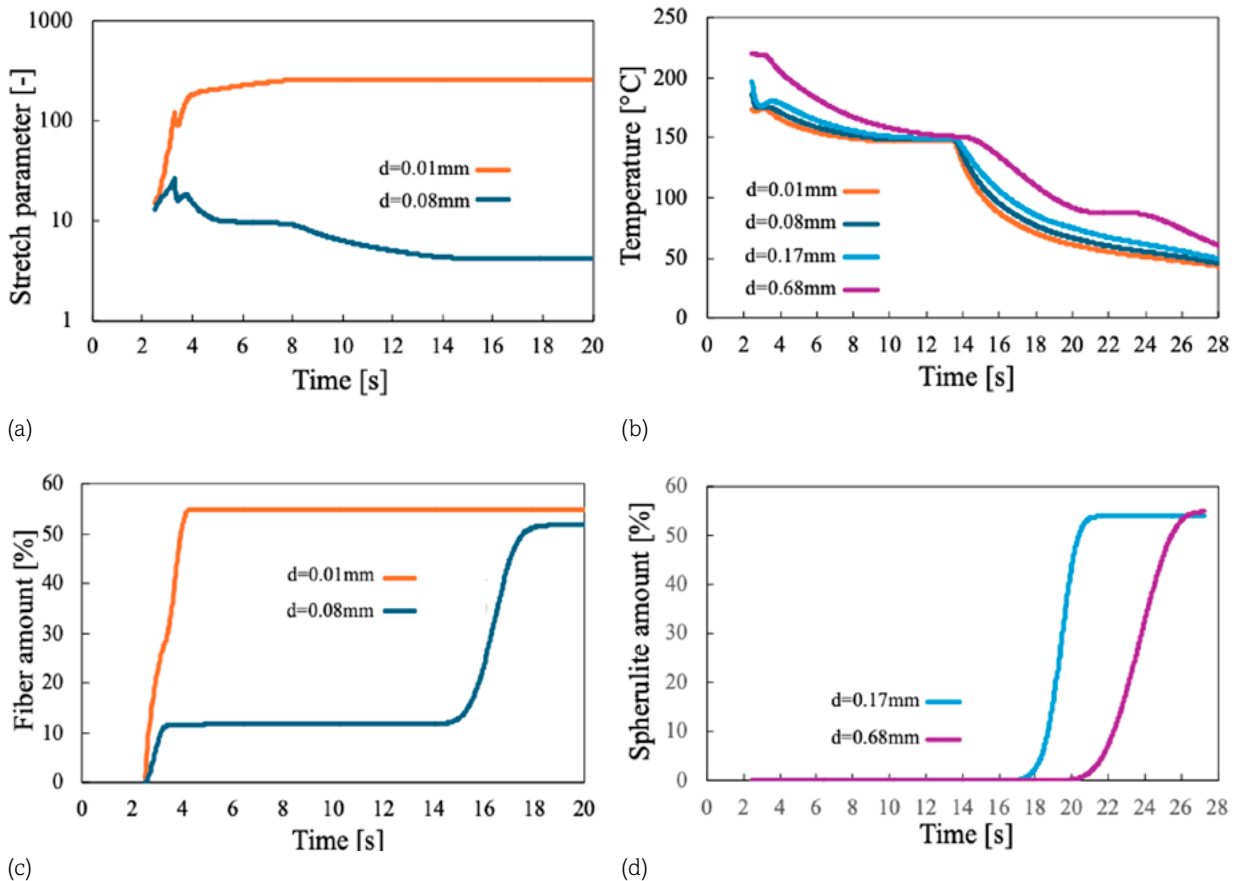 1000
100
10
1
Stretch parameter [-]
d=0.01mm
d=0.08mm
0 2 4 6 8 10 12 14 16 18 20
Time [s]
(a)
250
200
150
100
50
0
Temperature [°C]
d=0.01mm
d=0.08mm
d=0.17mm
d=0.68mm
0 2 4 6 8 10 12 14 16 18 20 22 24 26 28
Time [s]
(b)
60
50
40
30
20
10
0
Fiber amount [%]
d=0.01mm
d=0.08mm
0 2 4 6 8 10 12 14 16 18 20
Time [s]
(c)
60
50
40
30
20
10
0
Spherulite amount [%]
d=0.17mm
d=0.68mm
0 2 4 6 8 10 12 14 16 18 20 22 24 26 28
Time [s]
(d)